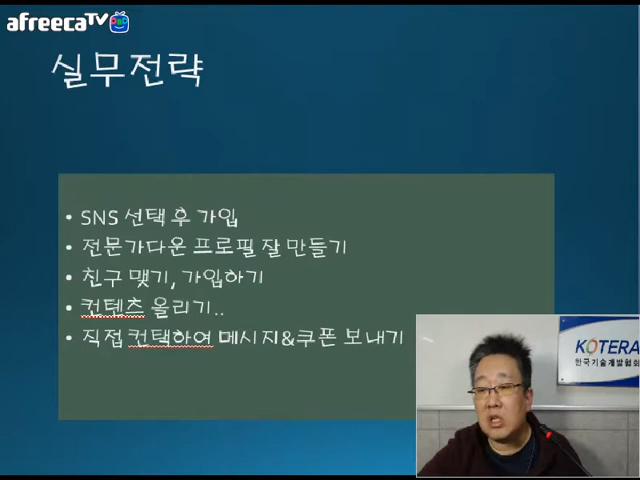 afreecaTV
실무전략
• SNS 선택 후 가입
• 전문가다운 프로필 잘 만들기
• 친구 맺기, 가입하기
• 컨텐츠 올리기..
• 직접 컨택하여 메시지&쿠폰 보내기
KOTERA
한국기술개발협회